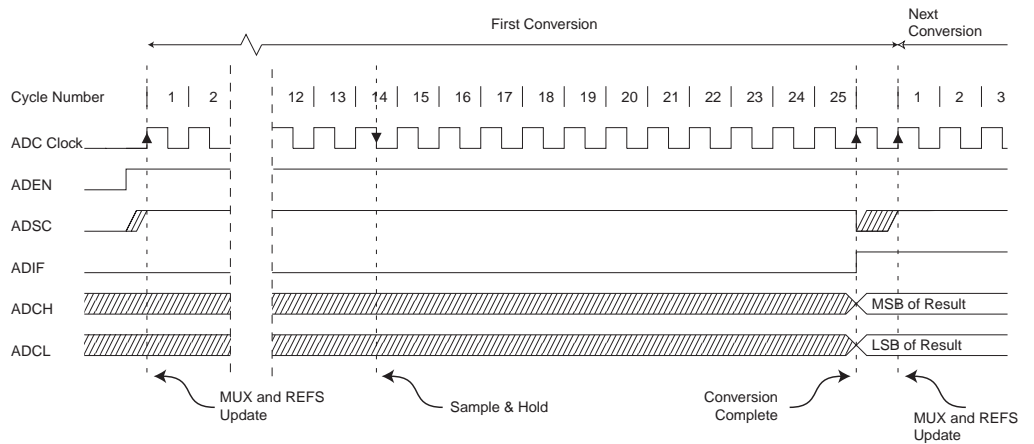 First Conversion
Next
Conversion
Cycle Number 1 2 12 13 14 15 16 17 18 19 20 21 22 23 24 25 1 2 3
ADC Clock
ADEN
ADSC
ADIF
ADCH MSB of Result
ADCL LSB of Result
MUX and REFS
Update
Sample & Hold
Conversion
Complete
MUX and REFS
Update